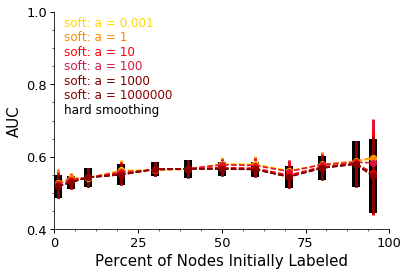 1.0
soft: a = 0.001
soft: a = 1
soft: a = 10
soft: a = 100
soft: a = 1000
soft: a = 1000000
hard smoothing
0.8
0.6
0.4
AUC
0 25 50 75 100
Percent of Nodes Initially Labeled